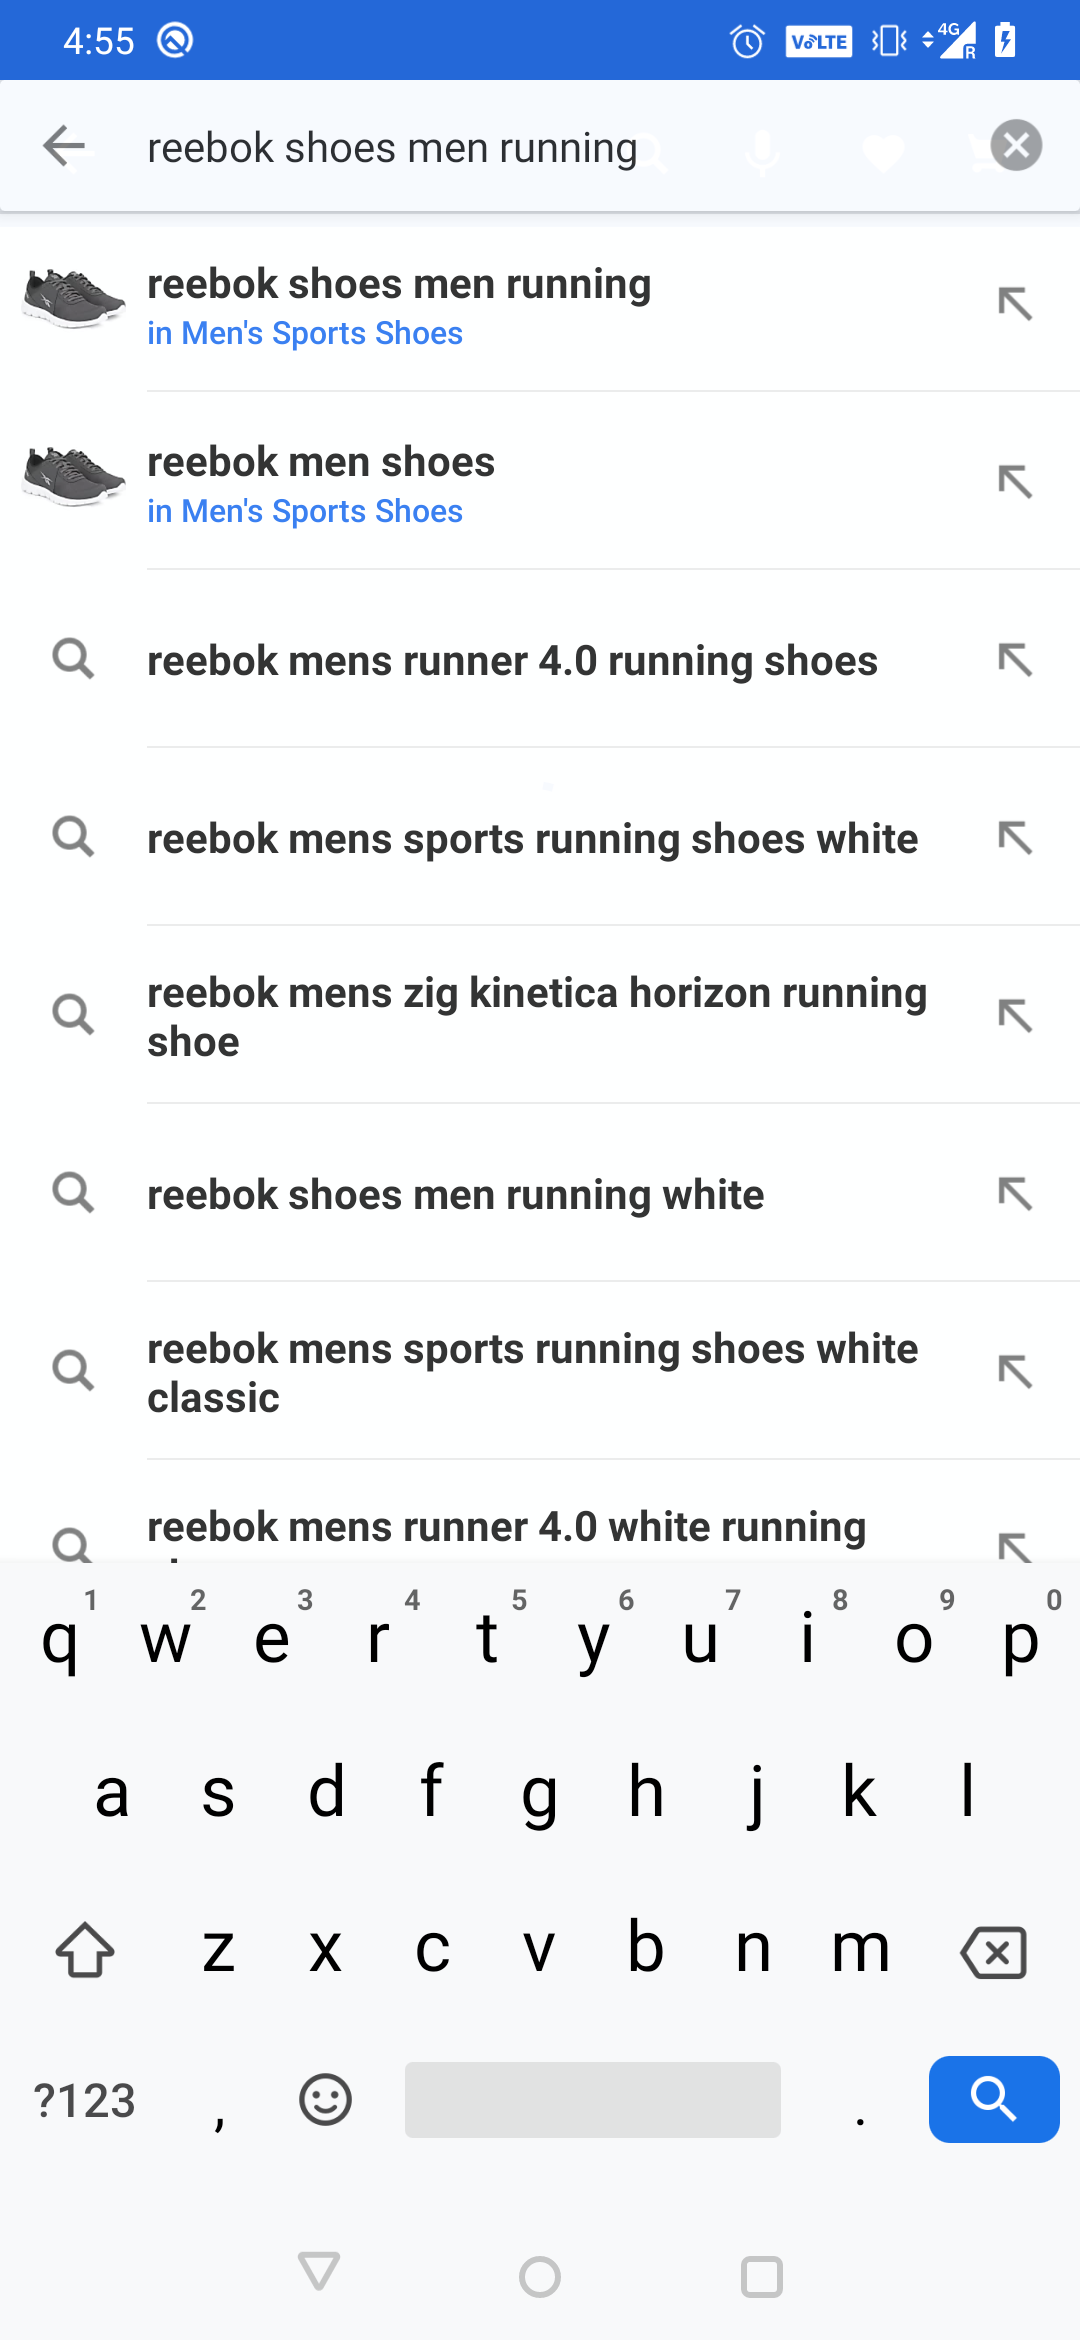 4:55 VoLTE 4G R
reebok shoes men running
reebok shoes men running
in Men's Sports Shoes
reebok men shoes
in Men's Sports Shoes
reebok mens runner 4.0 running shoes
reebok mens sports running shoes white
reebok mens zig kinetica horizon running
shoe
reebok shoes men running white
reebok mens sports running shoes white
classic
reebok mens runner 4.0 white running
1 2 3 4 5 6 7 8 9 0
q w e r t y u i o p
a s d f g h j k l
z x c v b n m
?123 , .